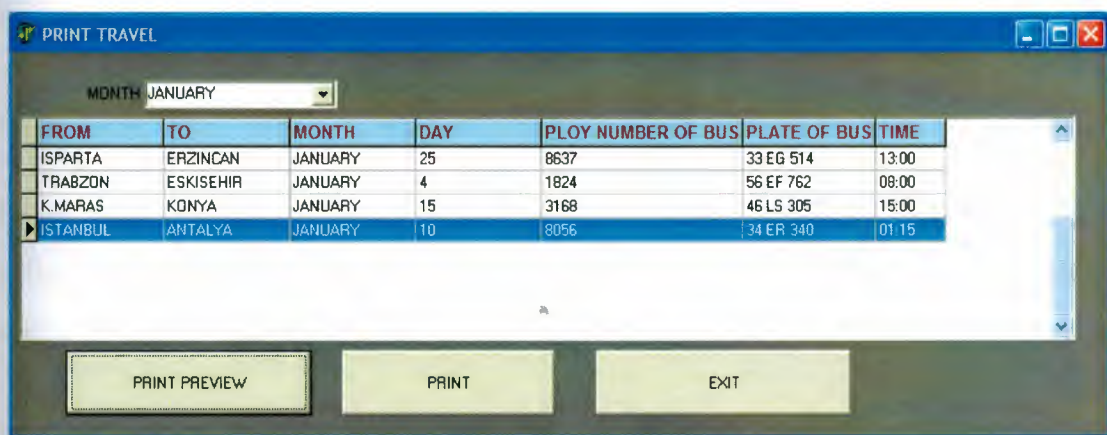 PRINT TRAVEL
MONTH JANUARY
FROM TO MONTH DAY PLOY NUMBER OF BUS PLATE OF BUS TIME
ISPARTA ERZINCAN JANUARY 25 8637 33 EG 514 13:00
TRABZON ESKISEHIR JANUARY 4 1824 56 EF 762 08:00
K.MARAS KONYA JANUARY 15 3168 46 LS 305 15:00
ISTANBUL ANTALYA JANUARY 10 8056 34 ER 340 01:15
PRINT PREVIEW PRINT EXIT